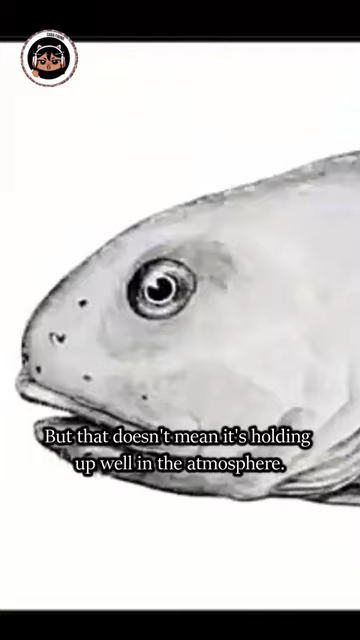 But that doesn't mean it's holding
up well in the atmosphere.